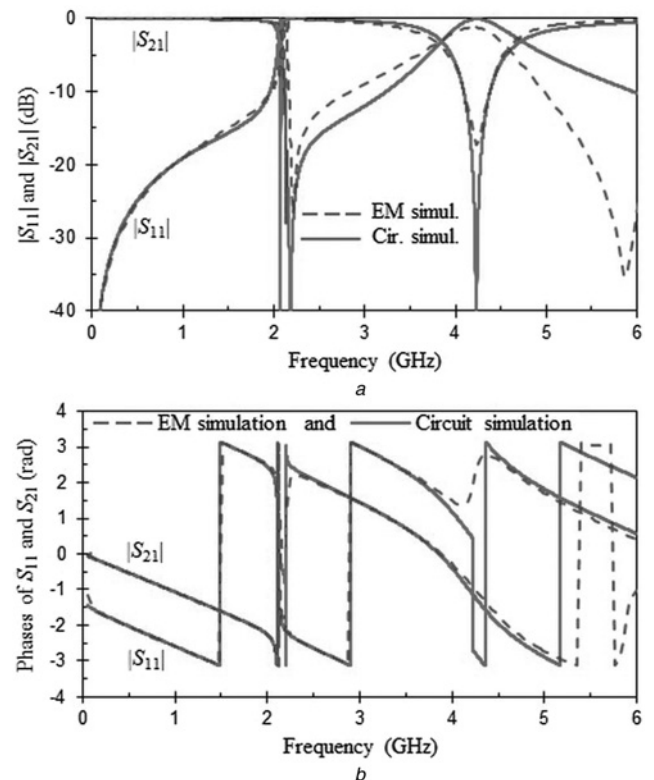 0
|S21|
-10
-20
|S11|
EM simul.
-30
Cir. simul.
-40
0 1 2 3 4 5 6
|S11| and |S21| (dB)
Frequency (GHz)
a
4
EM simulation and Circuit simulation
3
2
1
0
|S21|
-1
-2
|S11|
-3
-4
0 1 2 3 4 5 6
Phases of S11 and S21 (rad)
Frequency (GHz)
b